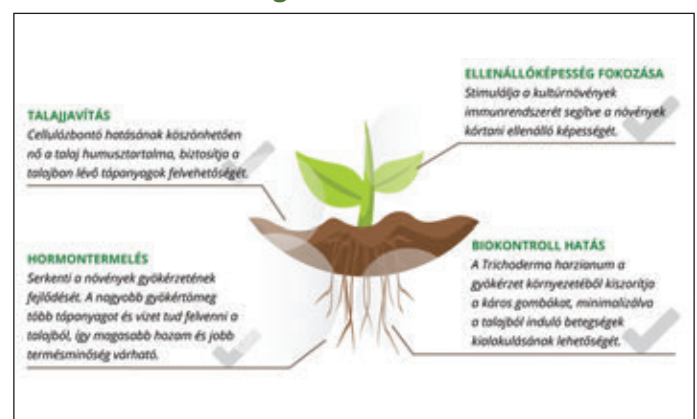 TALAJJAVÍTÁS
Cellulózbontó hatásának köszönhetően
nő a talaj humusztartalma, biztosítja a
talajban lévő tápanyagok felvehetőségét.
ELLENÁLLÓKÉPESSÉG FOKOZÁSA
Stimulálja a kultúrnövények
immunrendszerét segítve a növények
kórtani ellenálló képességét.
HORMONTERMELÉS
Serkenti a növények gyökérzetének
fejlődését. A nagyobb gyökértömeg
több tápanyagot és vizet tud felvenni a
talajból, így magasabb hozam és jobb
termésminőség várható.
BIOKONTROLL HATÁS
A Trichoderma harzianum a
gyökérzet környezetéből kiszorítja
a káros gombákat, minimalizálva
a talajból induló betegségek
kialakulásának lehetőségét.